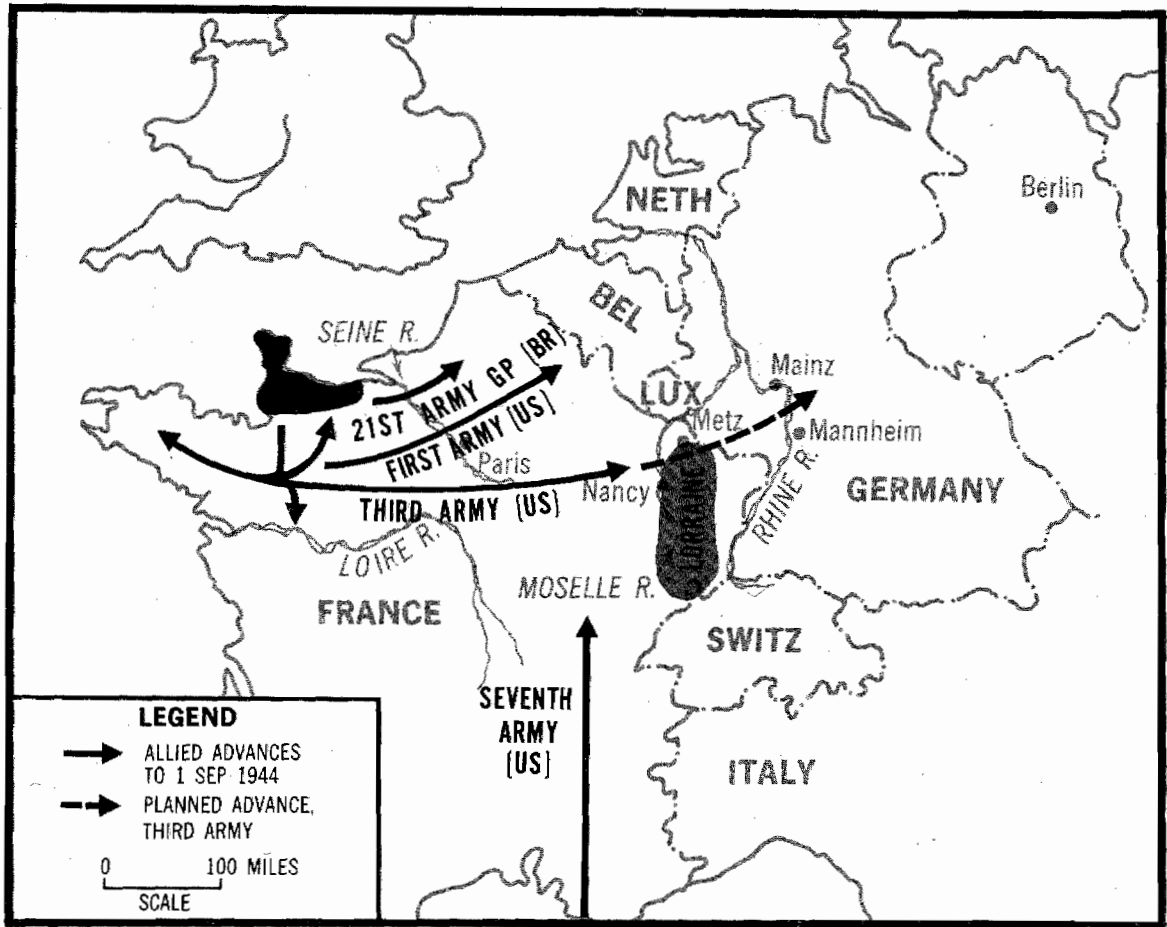 NETH
Berlin
SEINE R.
BEL
21ST ARMY GP (BR)
Mainz
LUX
FIRST ARMY (US)
Metz
Mannheim
Paris
Nancy
THIRD ARMY (US)
LORRAINE
RHINE R.
GERMANY
LOIRE R.
MOSELLE R.
FRANCE
SWITZ
SEVENTH
ARMY
(US)
ITALY
LEGEND
ALLIED ADVANCES
TO 1 SEP 1944
PLANNED ADVANCE,
THIRD ARMY
0 100 MILES
SCALE